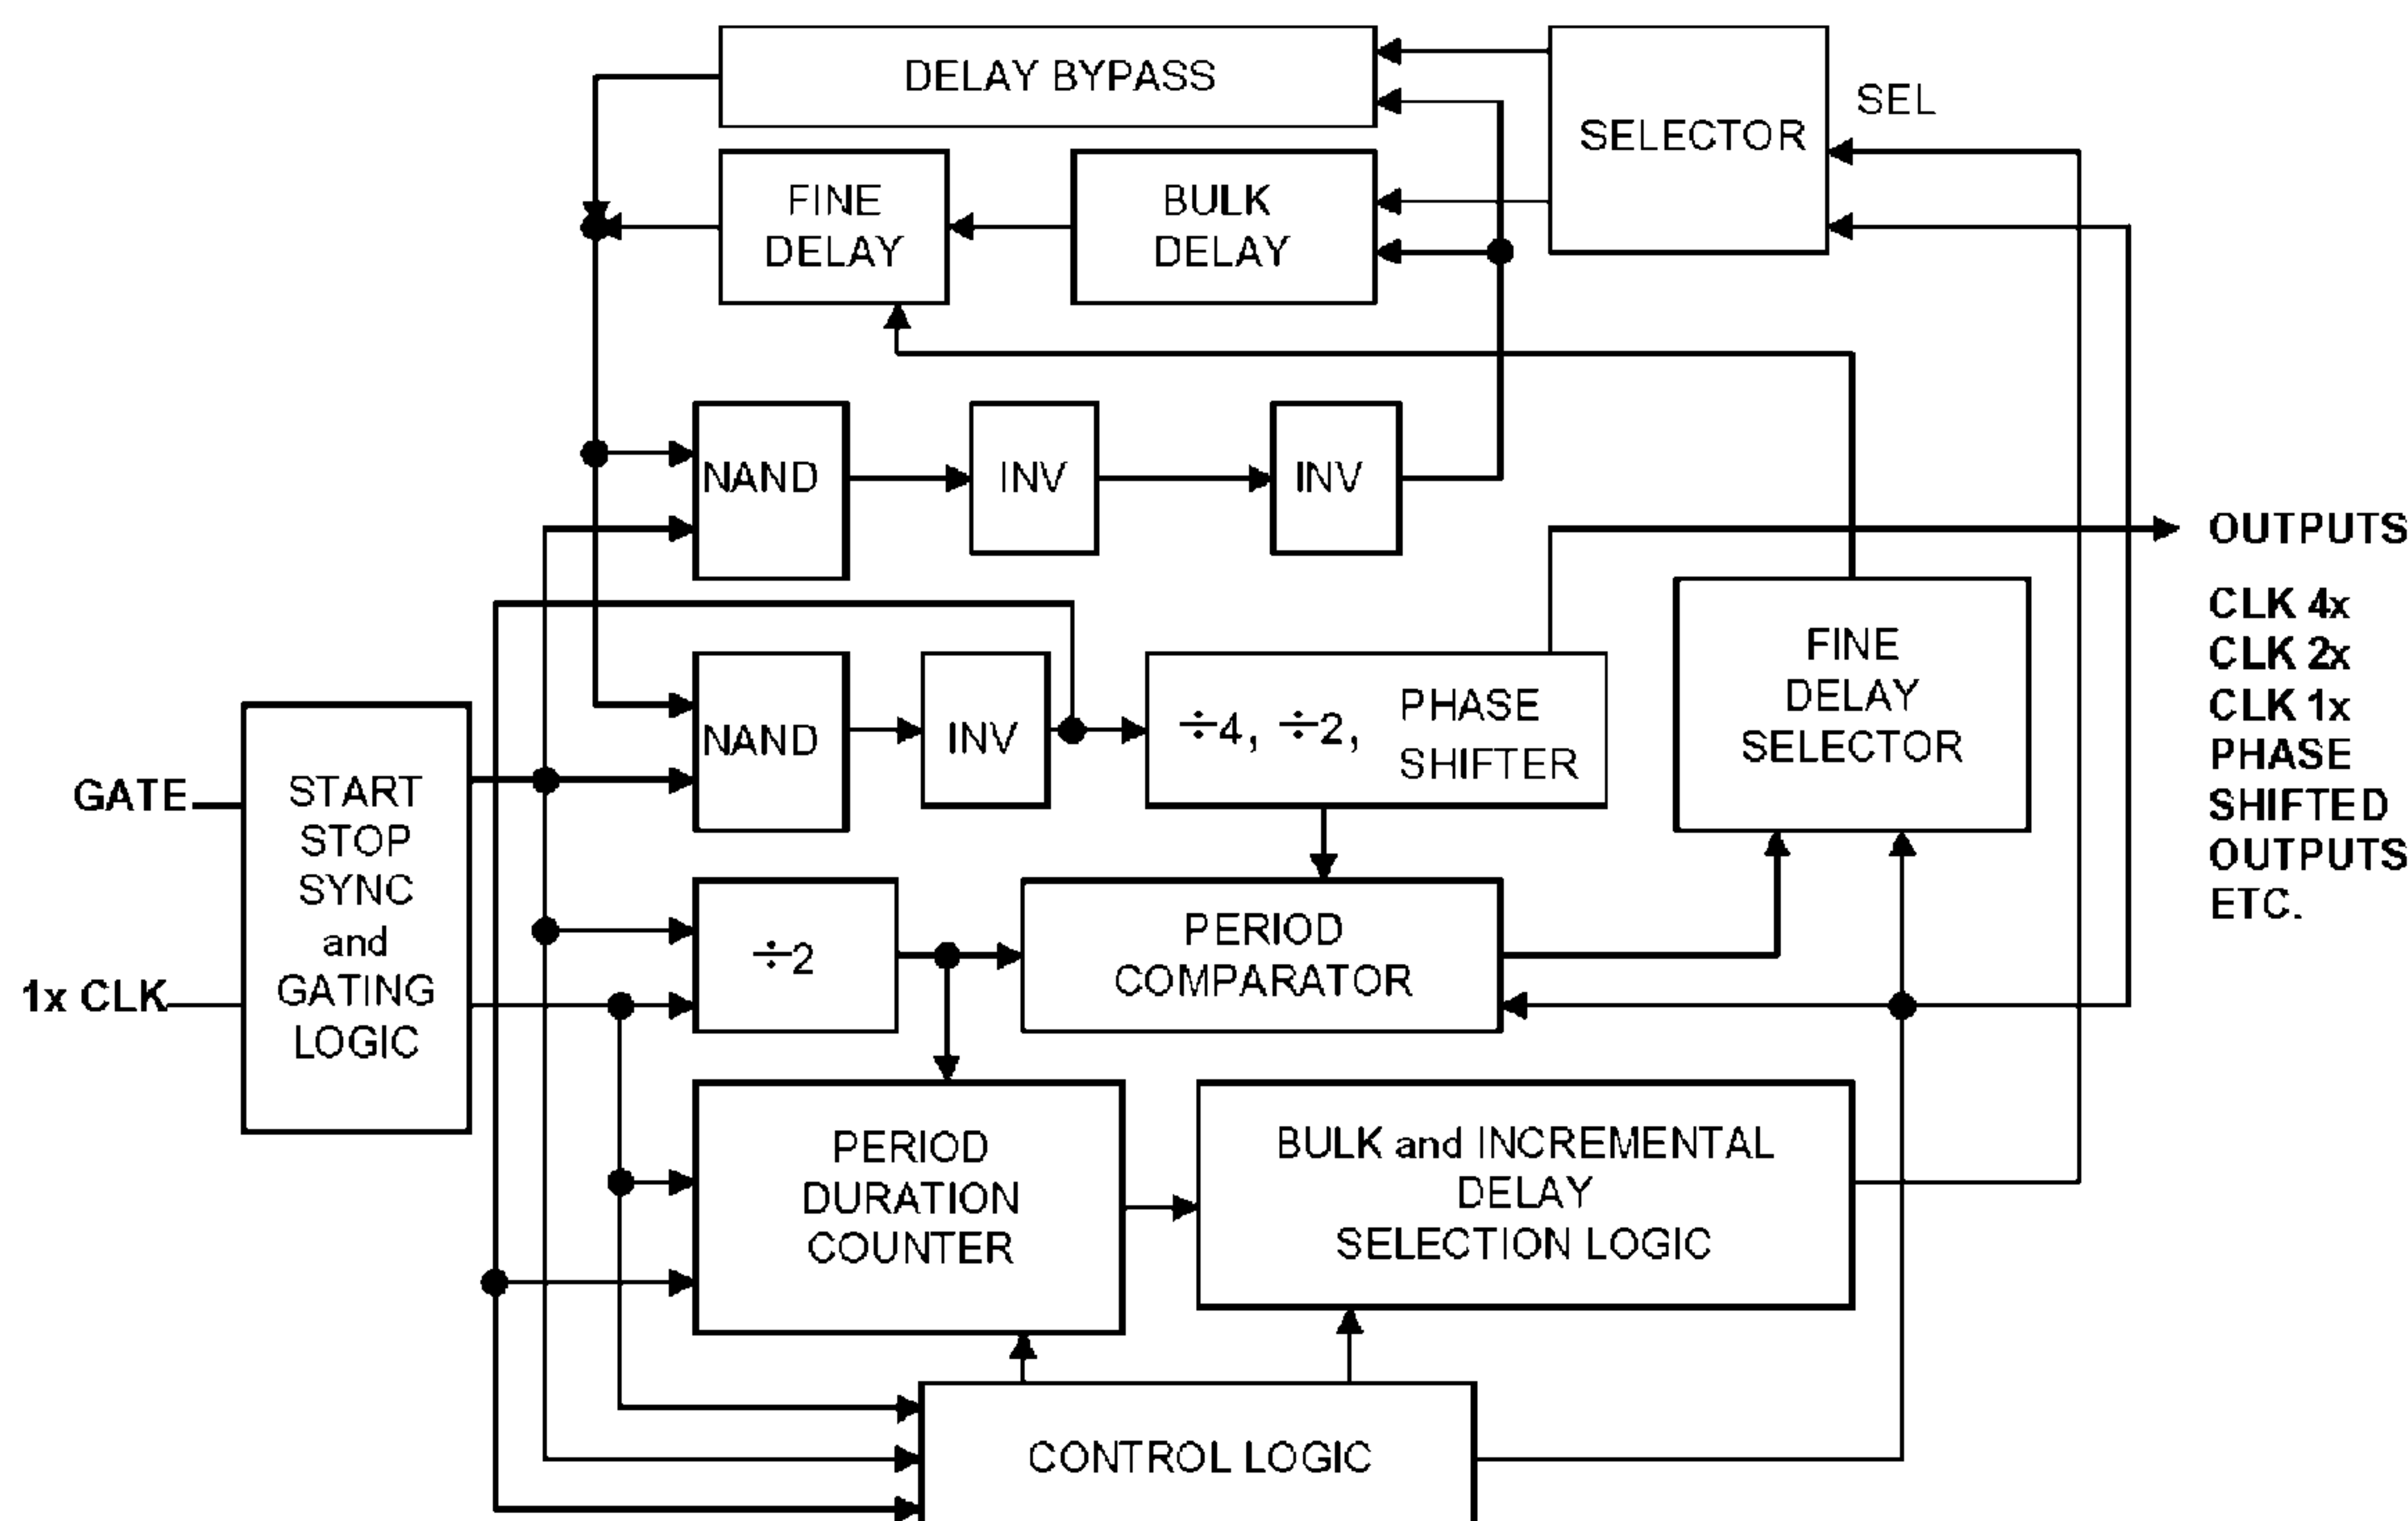 DELAY BYPASS
SELECTOR
SEL
FINE
DELAY
BULK
DELAY
NAND
INV
INV
OUTPUTS
CLK 4x
CLK 2x
CLK 1x
PHASE
SHIFTED
OUTPUTS
ETC.
NAND
INV
÷4, ÷2,
PHASE
SHIFTER
FINE
DELAY
SELECTOR
GATE
1x CLK
START
STOP
SYNC
and
GATING
LOGIC
÷2
PERIOD
COMPARATOR
PERIOD
DURATION
COUNTER
BULK and INCREMENTAL
DELAY
SELECTION LOGIC
CONTROL LOGIC